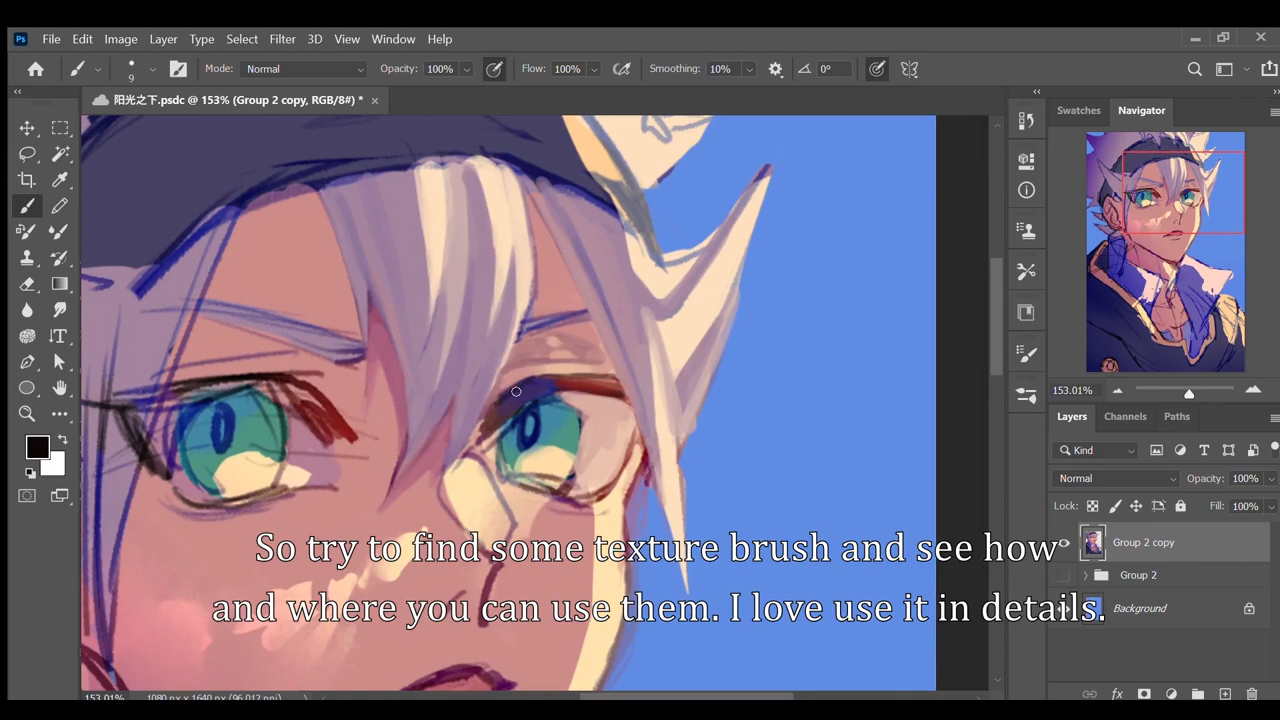 Ps File Edit Image Layer Type Select Filter 3D View Window Help
9 Mode: Normal Opacity: 100% Flow: 100% Smoothing: 10% 0°
阳光之下.psdc @ 153% (Group 2 copy, RGB/8#) *
Swatches Navigator
153.01%
Layers Channels Paths
Kind
Normal Opacity: 100%
Lock: Fill: 100%
Group 2 copy
Group 2
Background
So try to find some texture brush and see how
and where you can use them. I love use it in details.
153.01% 1080 px x 1640 px (96.012 ppi)